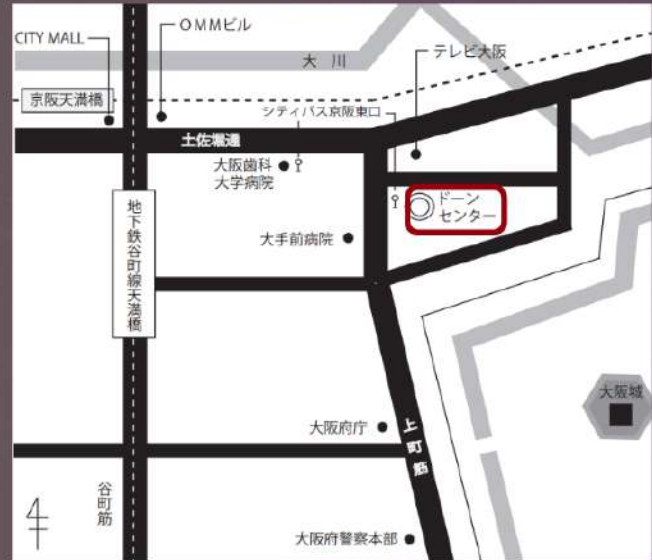 OMMビル
CITY MALL
大 川
テレビ大阪
京阪天満橋
シティバス京阪東口
土佐堀通
大阪歯科
大学病院
ドーン
センター
大手前病院
地下鉄谷町線天満橋
大阪城
大阪府庁
上町筋
谷町筋
大阪府警察本部